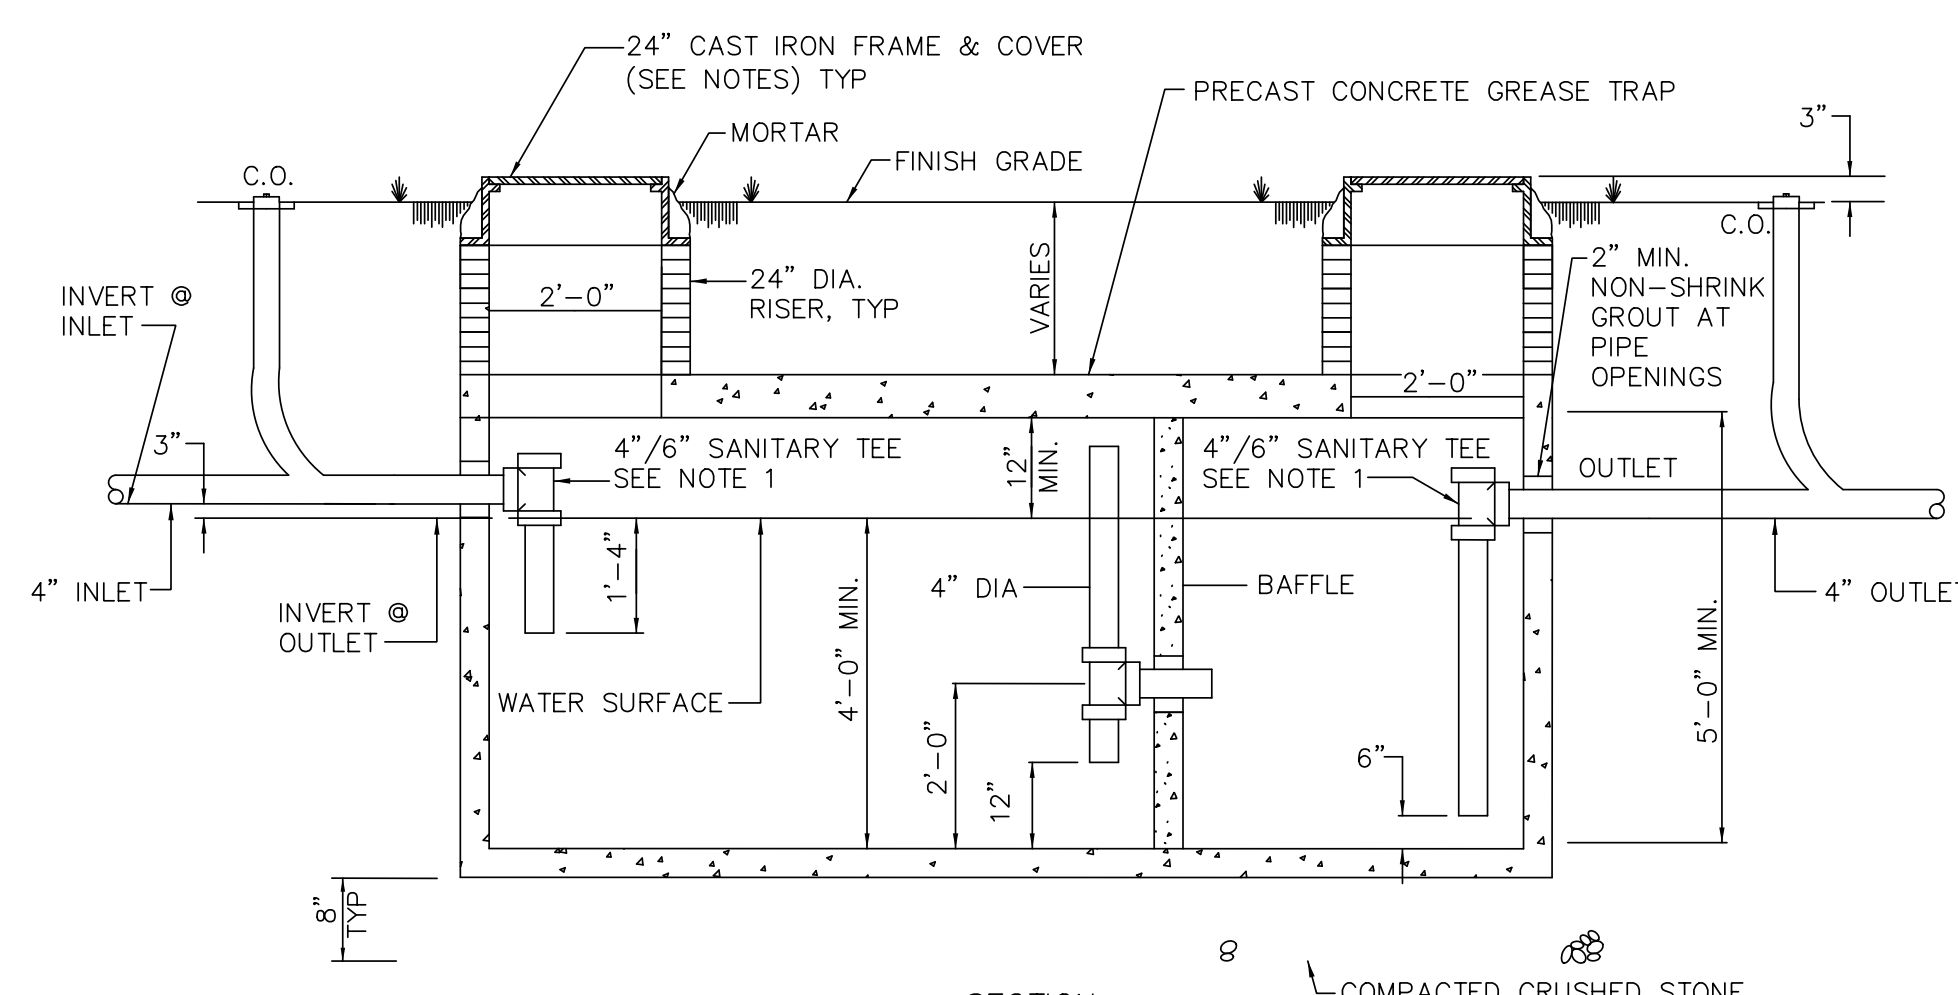 24” CAST IRON FRAME & COVER
(SEE NOTES) TYP
PRECAST CONCRETE GREASE TRAP
3”
MORTAR
FINISH GRADE
C.O.
C.O.
INVERT @
INLET
2’-0”
24” DIA.
RISER, TYP
VARIES
2” MIN.
NON-SHRINK
GROUT AT
PIPE
OPENINGS
2’-0”
3”
4”/6” SANITARY TEE
SEE NOTE 1
12”
MIN.
4”/6” SANITARY TEE
SEE NOTE 1
OUTLET
4” INLET
INVERT @
OUTLET
1’-4”
4’-0” MIN.
4” DIA
BAFFLE
4” OUTLET
WATER SURFACE
2’-0”
12”
6”
5’-0” MIN.
8”
TYP
SECTION
COMPACTED CRUSHED STONE